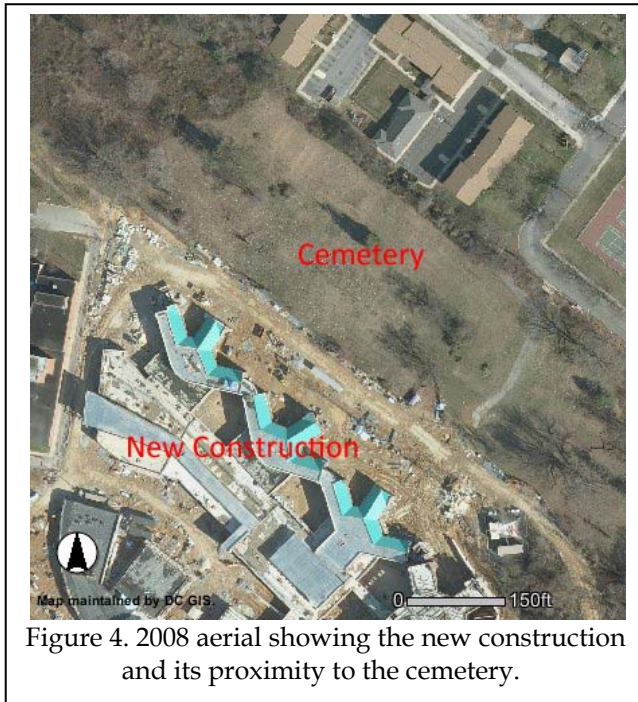 Cemetery
New Construction
Map maintained by DC GIS.
0 150ft
Figure 4. 2008 aerial showing the new construction
and its proximity to the cemetery.